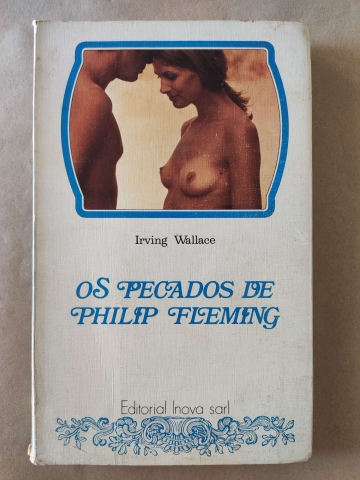 Irving Wallace
OS PECADOS DE
PHILIP FLEMING
Editorial Inova sarl